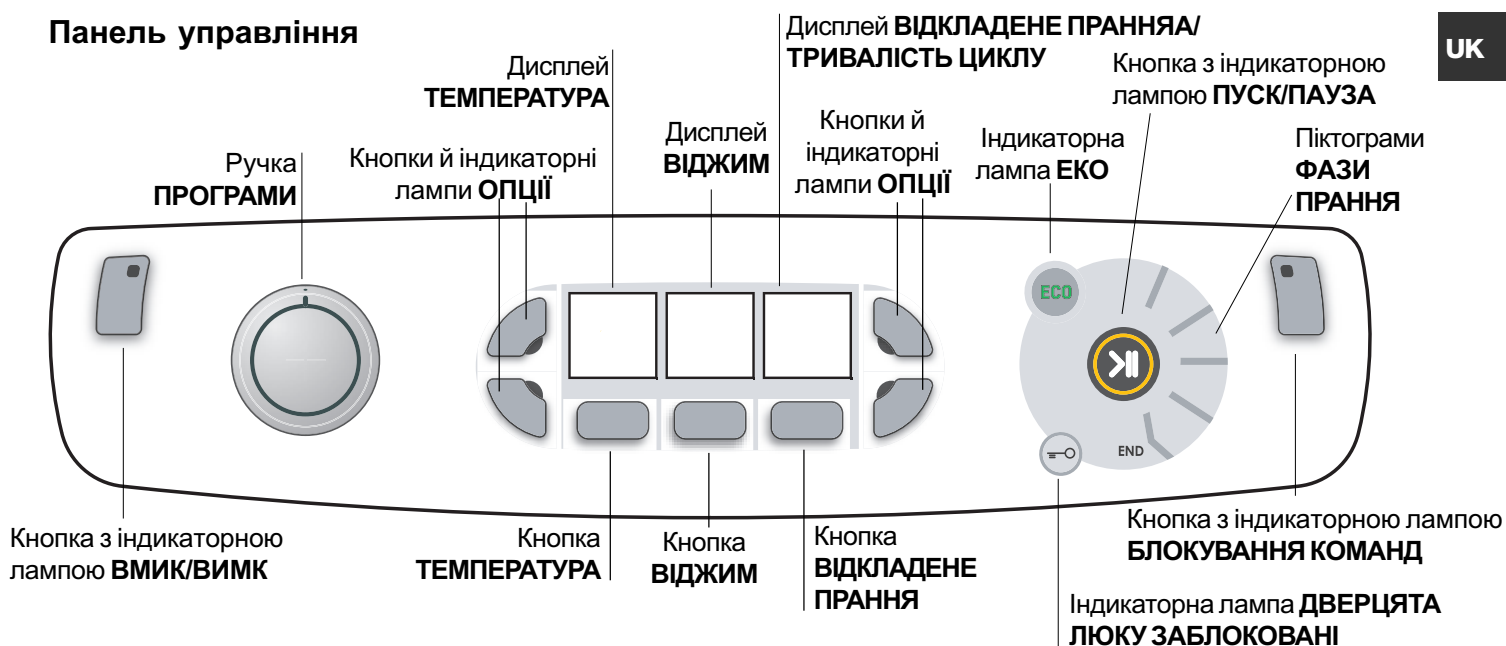 Панель управління
UK
Дисплей ВІДКЛАДЕНЕ ПРАННЯА/
ТРИВАЛІСТЬ ЦИКЛУ
Дисплей
ТЕМПЕРАТУРА
Кнопка з індикаторною
лампою ПУСК/ПАУЗА
Ручка
ПРОГРАМИ
Кнопки й індикаторні
лампи ОПЦІЇ
Дисплей
ВІДЖИМ
Кнопки й
індикаторні
лампи ОПЦІЇ
Індикаторна
лампа ЕКО
Піктограми
ФАЗИ
ПРАННЯ
ECO
END
Кнопка з індикаторною
лампою ВМИК/ВИМК
Кнопка
ТЕМПЕРАТУРА
Кнопка
ВІДЖИМ
Кнопка
ВІДКЛАДЕНЕ
ПРАННЯ
Кнопка з індикаторною лампою
БЛОКУВАННЯ КОМАНД
Індикаторна лампа ДВЕРЦЯТА
ЛЮКУ ЗАБЛОКОВАНІ